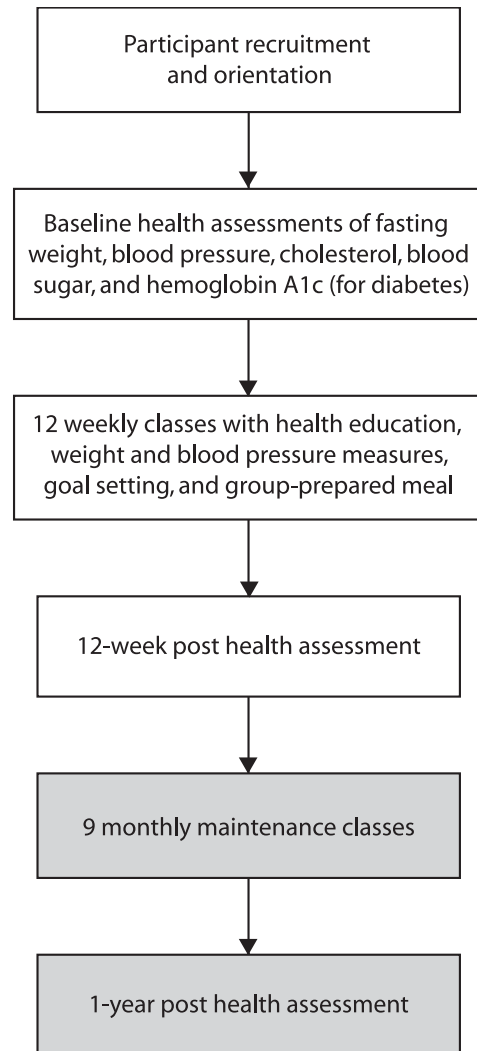 Participant recruitment
and orientation
Baseline health assessments of fasting
weight, blood pressure, cholesterol, blood
sugar, and hemoglobin A1c (for diabetes)
12 weekly classes with health education,
weight and blood pressure measures,
goal setting, and group-prepared meal
12-week post health assessment
9 monthly maintenance classes
1-year post health assessment